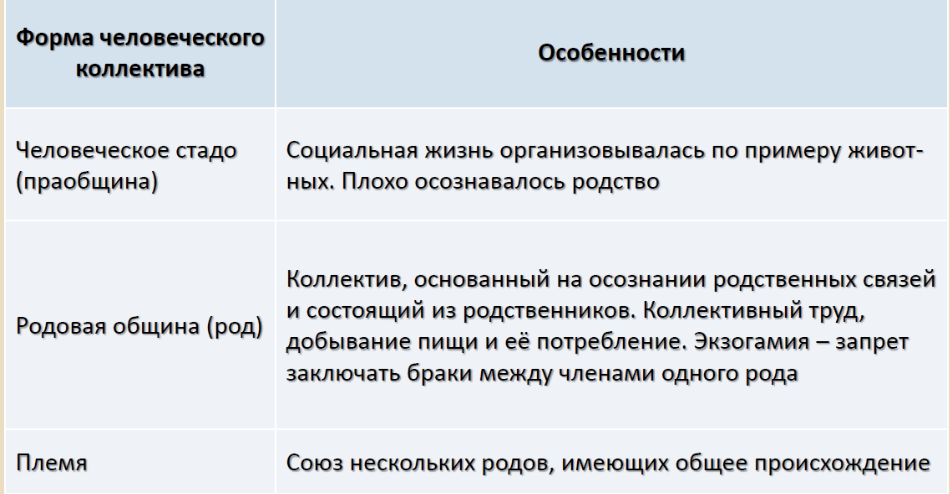 Форма человеческого
коллектива
Особенности
Человеческое стадо
(праобщина)
Социальная жизнь организовывалась по примеру живот-
ных. Плохо осознавалось родство
Родовая община (род)
Коллектив, основанный на осознании родственных связей
и состоящий из родственников. Коллективный труд,
добывание пищи и её потребление. Экзогамия – запрет
заключать браки между членами одного рода
Племя
Союз нескольких родов, имеющих общее происхождение